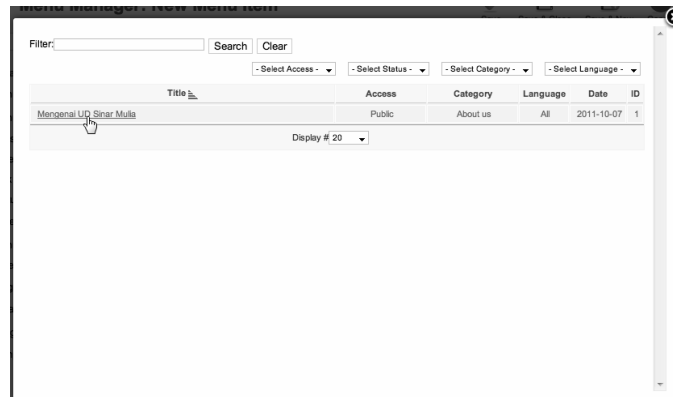 Menu Manager: New Menu Item
Filter: Search Clear
- Select Access - - Select Status - - Select Category - - Select Language -
Title Access Category Language Date ID
Mengenai UD Sinar Mulia Public About us All 2011-10-07 1
Display # 20